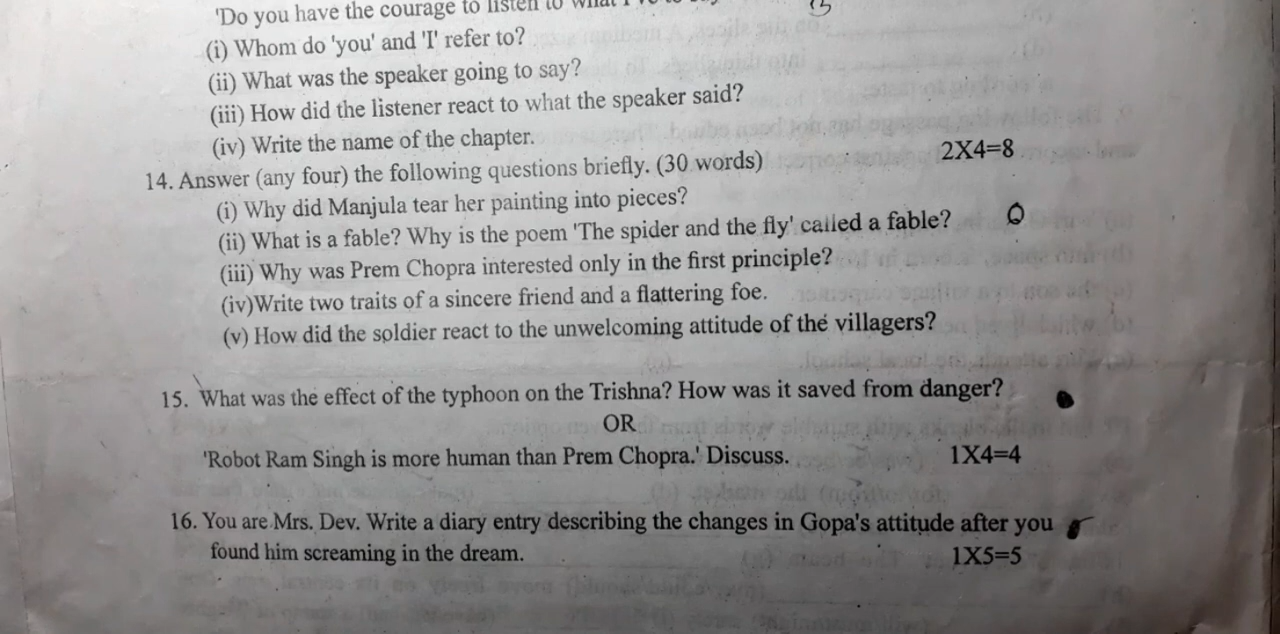 'Do you have the courage to listen to what I've to say
(i) Whom do 'you' and 'I' refer to?
(ii) What was the speaker going to say?
(iii) How did the listener react to what the speaker said?
(iv) Write the name of the chapter.
14. Answer (any four) the following questions briefly. (30 words) 2X4=8
(i) Why did Manjula tear her painting into pieces?
(ii) What is a fable? Why is the poem 'The spider and the fly' called a fable?
(iii) Why was Prem Chopra interested only in the first principle?
(iv)Write two traits of a sincere friend and a flattering foe.
(v) How did the soldier react to the unwelcoming attitude of the villagers?
15. What was the effect of the typhoon on the Trishna? How was it saved from danger?
OR
'Robot Ram Singh is more human than Prem Chopra.' Discuss. 1X4=4
16. You are Mrs. Dev. Write a diary entry describing the changes in Gopa's attitude after you
found him screaming in the dream. 1X5=5